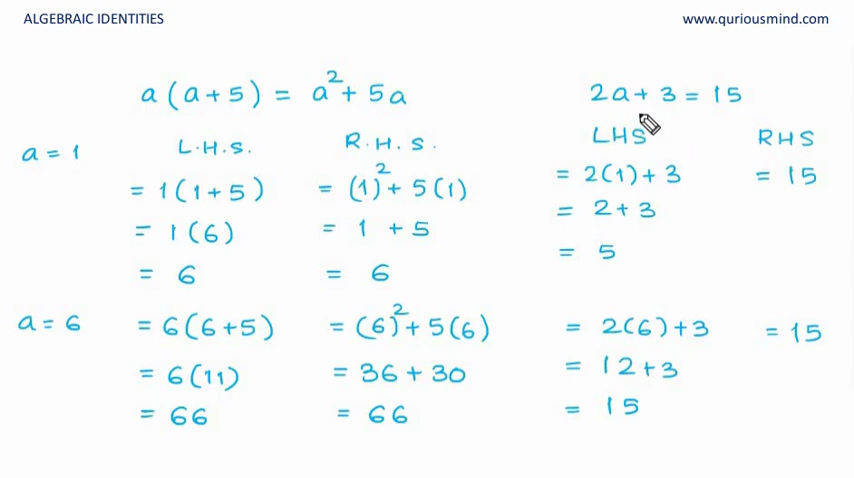 ALGEBRAIC IDENTITIES www.quriousmind.com
a(a+5) = a²+ 5a 2a+ 3 = 15
a = 1 L.H.S. R.H.S. LHS RHS
= 1(1+5) = (1)²+ 5(1) = 2(1)+ 3 = 15
= 1(6) = 1 + 5 = 2+3
= 6 = 6 = 5
a = 6 = 6(6+5) = (6)²+ 5(6) = 2(6)+3 = 15
= 6(11) = 36 + 30 = 12+3
= 66 = 66 = 15